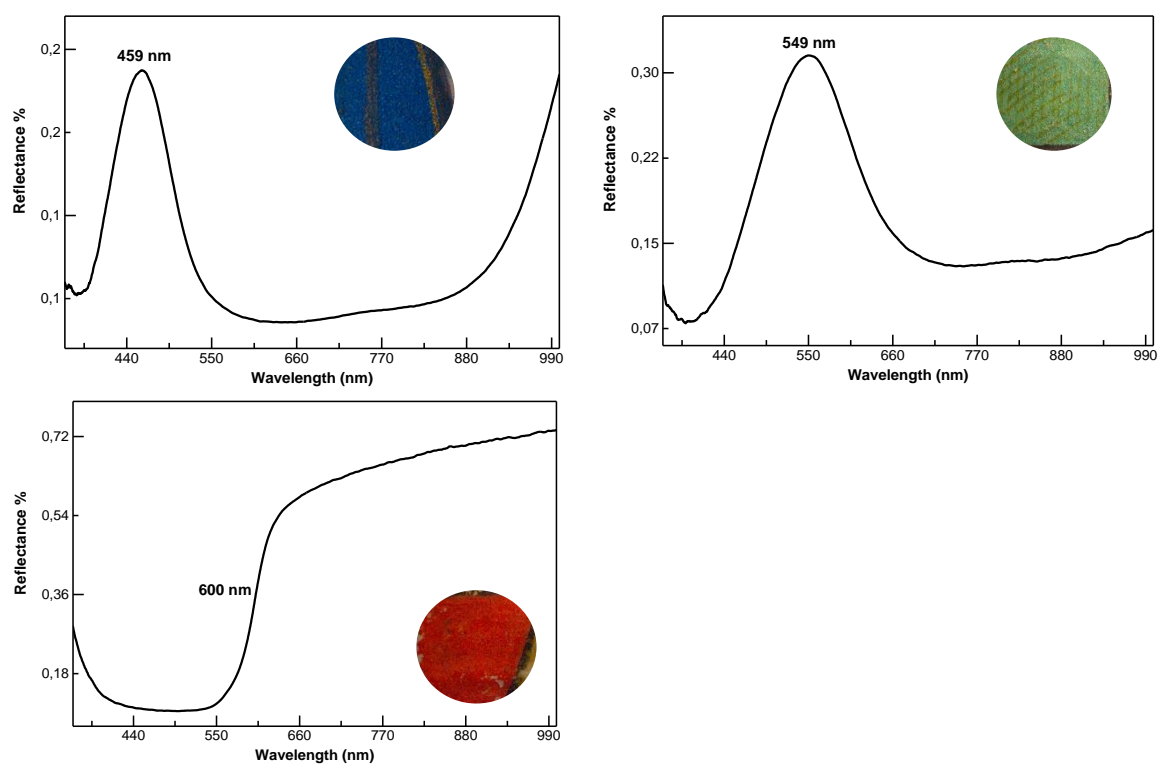 459 nm
0,2
0,2
0,1
0,1
Reflectance %
440 550 660 770 880 990
Wavelength (nm)
549 nm
0,30
0,22
0,15
0,07
Reflectance %
440 550 660 770 880 990
Wavelength (nm)
0,72
0,54
0,36
0,18
600 nm
Reflectance %
440 550 660 770 880 990
Wavelength (nm)